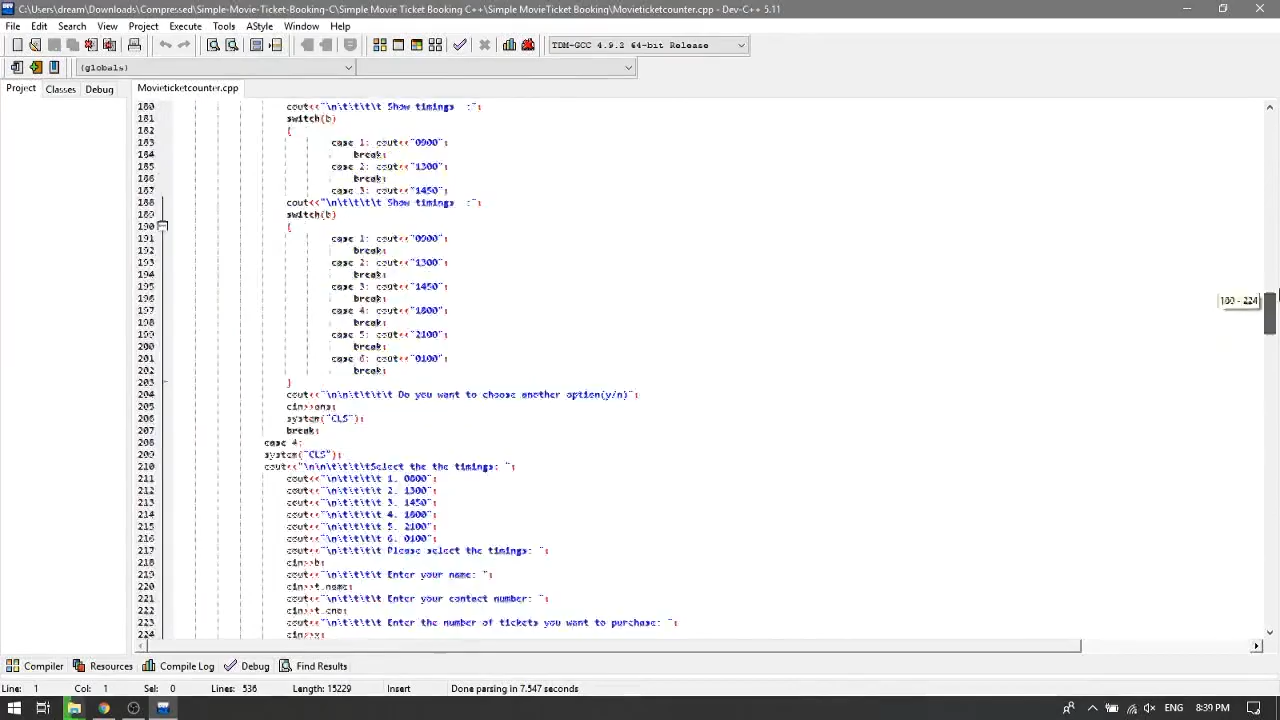 C:\Users\dream\Downloads\Compressed\Simple-Movie-Ticket-Booking-C\Simple Movie Ticket Booking C++\Simple MovieTicket Booking\Movieticketcounter.cpp - Dev-C++ 5.11
File Edit Search View Project Execute Tools AStyle Window Help
TDM-GCC 4.9.2 64-bit Release
(globals)
Project Classes Debug Movieticketcounter.cpp
180 cout<<"\n\t\t\t\t Show timings  :";
181 switch(b)
182 {
183 case 1: cout<<"0900";
184 break;
185 case 2: cout<<"1300";
186 break;
187 case 3: cout<<"1450";
188 cout<<"\n\t\t\t\t Show timings  :";
189 switch(b)
190 {
191 case 1: cout<<"0900";
192 break;
193 case 2: cout<<"1300";
194 break;
195 case 3: cout<<"1450";
196 break;
197 case 4: cout<<"1800";
198 break;
199 case 5: cout<<"2100";
200 break;
201 case 6: cout<<"0100";
202 break;
203 }
204 cout<<"\n\n\t\t\t\t Do you want to choose another option(y/n)";
205 cin>>ans;
206 system("CLS");
207 break;
208 case 4:
209 system("CLS");
210 cout<<"\n\n\t\t\t\tSelect the the timings: ";
211 cout<<"\n\t\t\t\t 1. 0800";
212 cout<<"\n\t\t\t\t 2. 1300";
213 cout<<"\n\t\t\t\t 3. 1450";
214 cout<<"\n\t\t\t\t 4. 1800";
215 cout<<"\n\t\t\t\t 5. 2100";
216 cout<<"\n\t\t\t\t 6. 0100";
217 cout<<"\n\t\t\t\t Please select the timings: ";
218 cin>>b;
219 cout<<"\n\t\t\t\t Enter your name: ";
220 cin>>t.name;
221 cout<<"\n\t\t\t\t Enter your contact number: ";
222 cin>>t.cno;
223 cout<<"\n\t\t\t\t Enter the number of tickets you want to purchase: ";
224
180 - 224
Compiler Resources Compile Log Debug Find Results
Line: 1 Col: 1 Sel: 0 Lines: 536 Length: 15229 Insert Done parsing in 7.547 seconds
ENG 8:39 PM